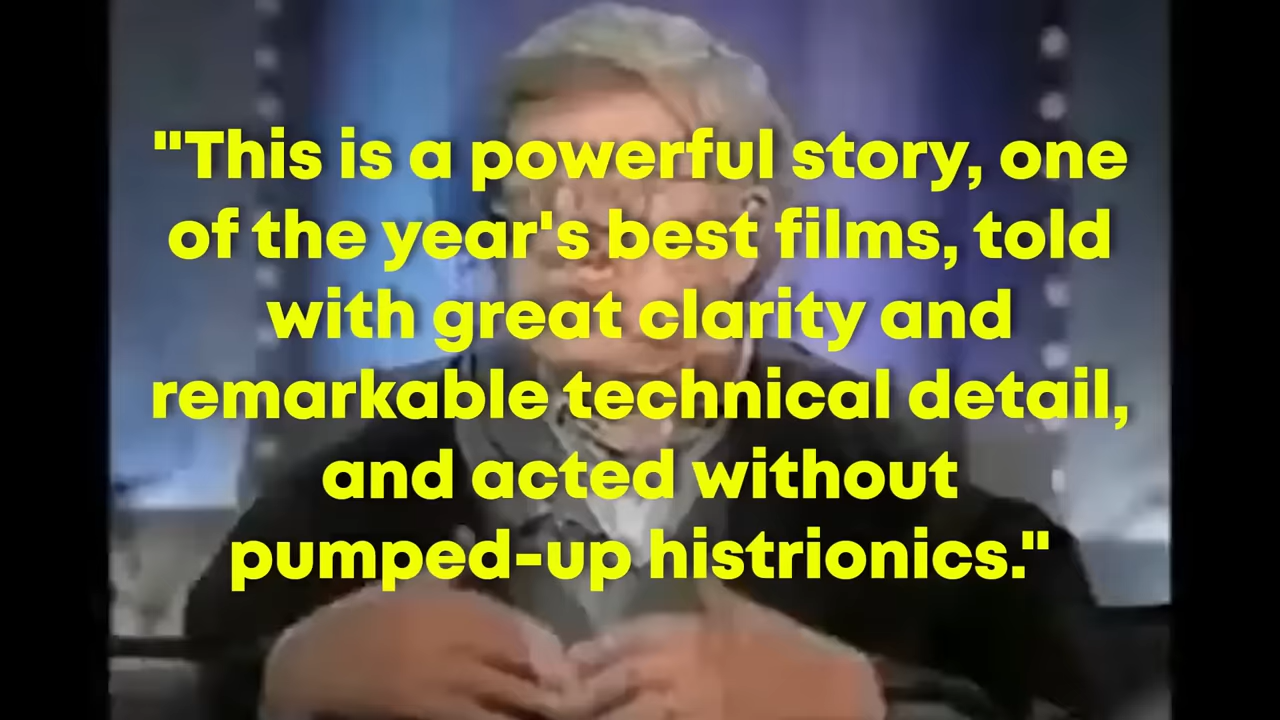 "This is a powerful story, one
of the year's best films, told
with great clarity and
remarkable technical detail,
and acted without
pumped-up histrionics."